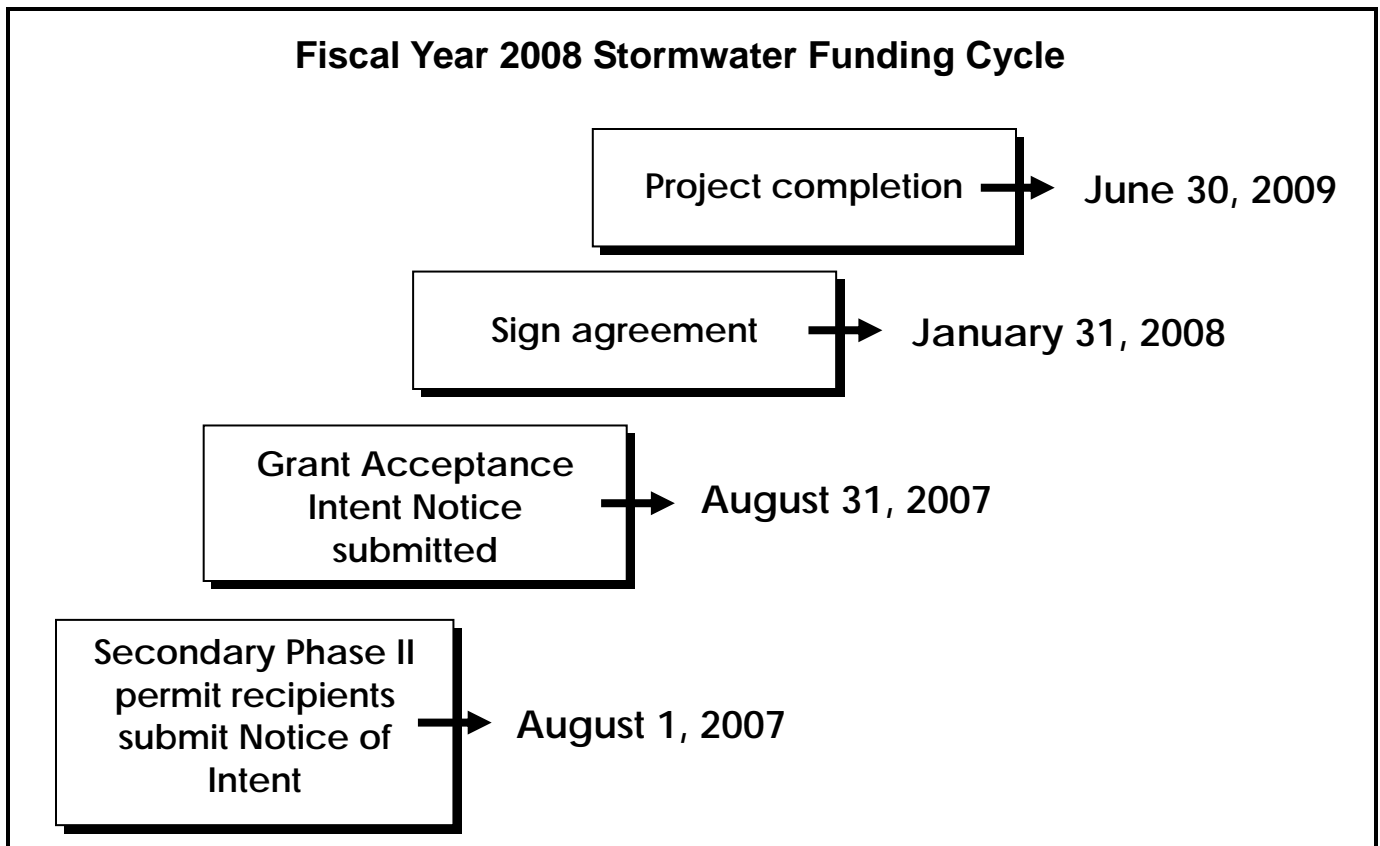 Fiscal Year 2008 Stormwater Funding Cycle
Project completion
June 30, 2009
Sign agreement
January 31, 2008
Grant Acceptance
Intent Notice
submitted
August 31, 2007
Secondary Phase II
permit recipients
submit Notice of
Intent
August 1, 2007